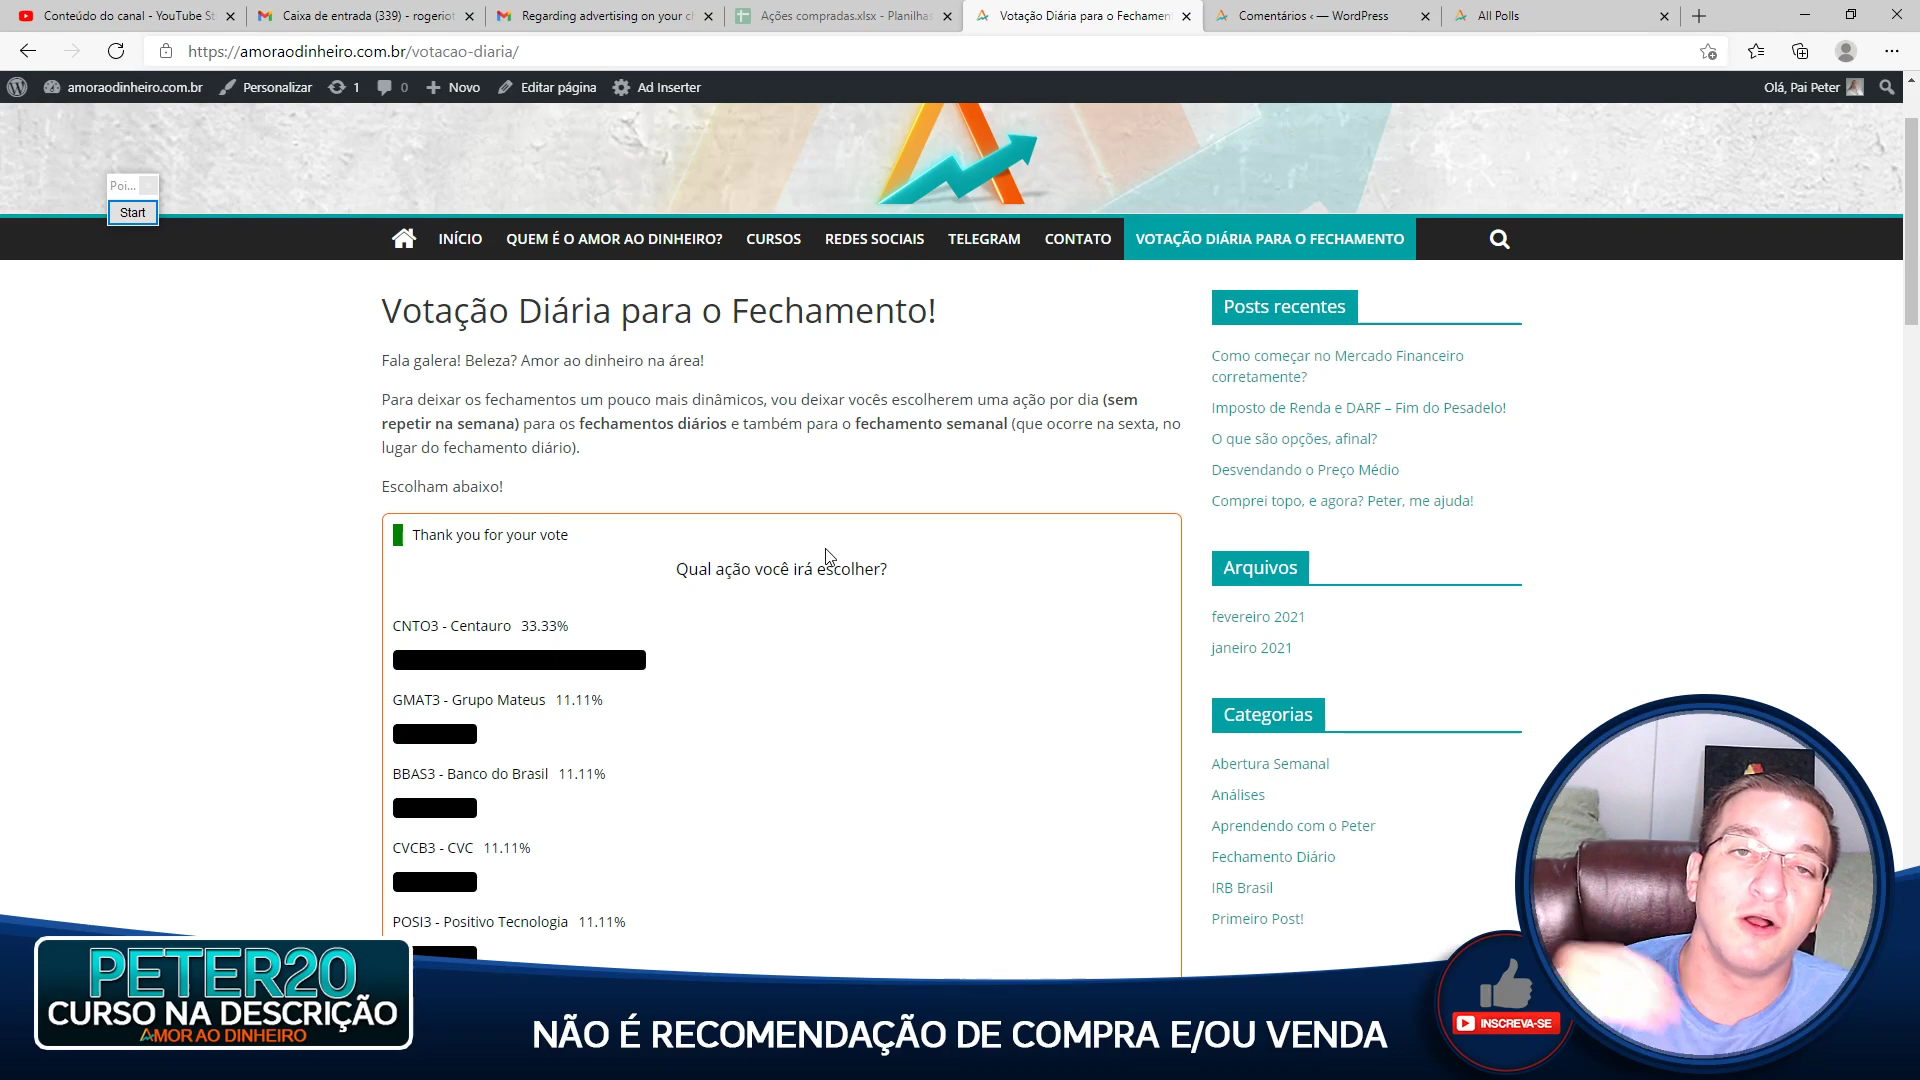 Conteúdo do canal - YouTube St
Caixa de entrada (339) - rogeriot
Regarding advertising on your cl
Ações compradas.xlsx - Planilhas
Votação Diária para o Fechament
Comentários ‹ — WordPress
All Polls
https://amoraodinheiro.com.br/votacao-diaria/
amoraodinheiro.com.br
Personalizar
1
0
Novo
Editar página
Ad Inserter
Olá, Pai Peter
Poi...
Start
INÍCIO
QUEM É O AMOR AO DINHEIRO?
CURSOS
REDES SOCIAIS
TELEGRAM
CONTATO
VOTAÇÃO DIÁRIA PARA O FECHAMENTO
Votação Diária para o Fechamento!
Fala galera! Beleza? Amor ao dinheiro na área!
Para deixar os fechamentos um pouco mais dinâmicos, vou deixar vocês escolherem uma ação por dia (sem
repetir na semana) para os fechamentos diários e também para o fechamento semanal (que ocorre na sexta, no
lugar do fechamento diário).
Escolham abaixo!
Thank you for your vote
Qual ação você irá escolher?
CNTO3 - Centauro 33.33%
GMAT3 - Grupo Mateus 11.11%
BBAS3 - Banco do Brasil 11.11%
CVCB3 - CVC 11.11%
POSI3 - Positivo Tecnologia 11.11%
Posts recentes
Como começar no Mercado Financeiro
corretamente?
Imposto de Renda e DARF – Fim do Pesadelo!
O que são opções, afinal?
Desvendando o Preço Médio
Comprei topo, e agora? Peter, me ajuda!
Arquivos
fevereiro 2021
janeiro 2021
Categorias
Abertura Semanal
Análises
Aprendendo com o Peter
Fechamento Diário
IRB Brasil
Primeiro Post!
PETER20
CURSO NA DESCRIÇÃO
AMOR AO DINHEIRO
NÃO É RECOMENDAÇÃO DE COMPRA E/OU VENDA
INSCREVA-SE